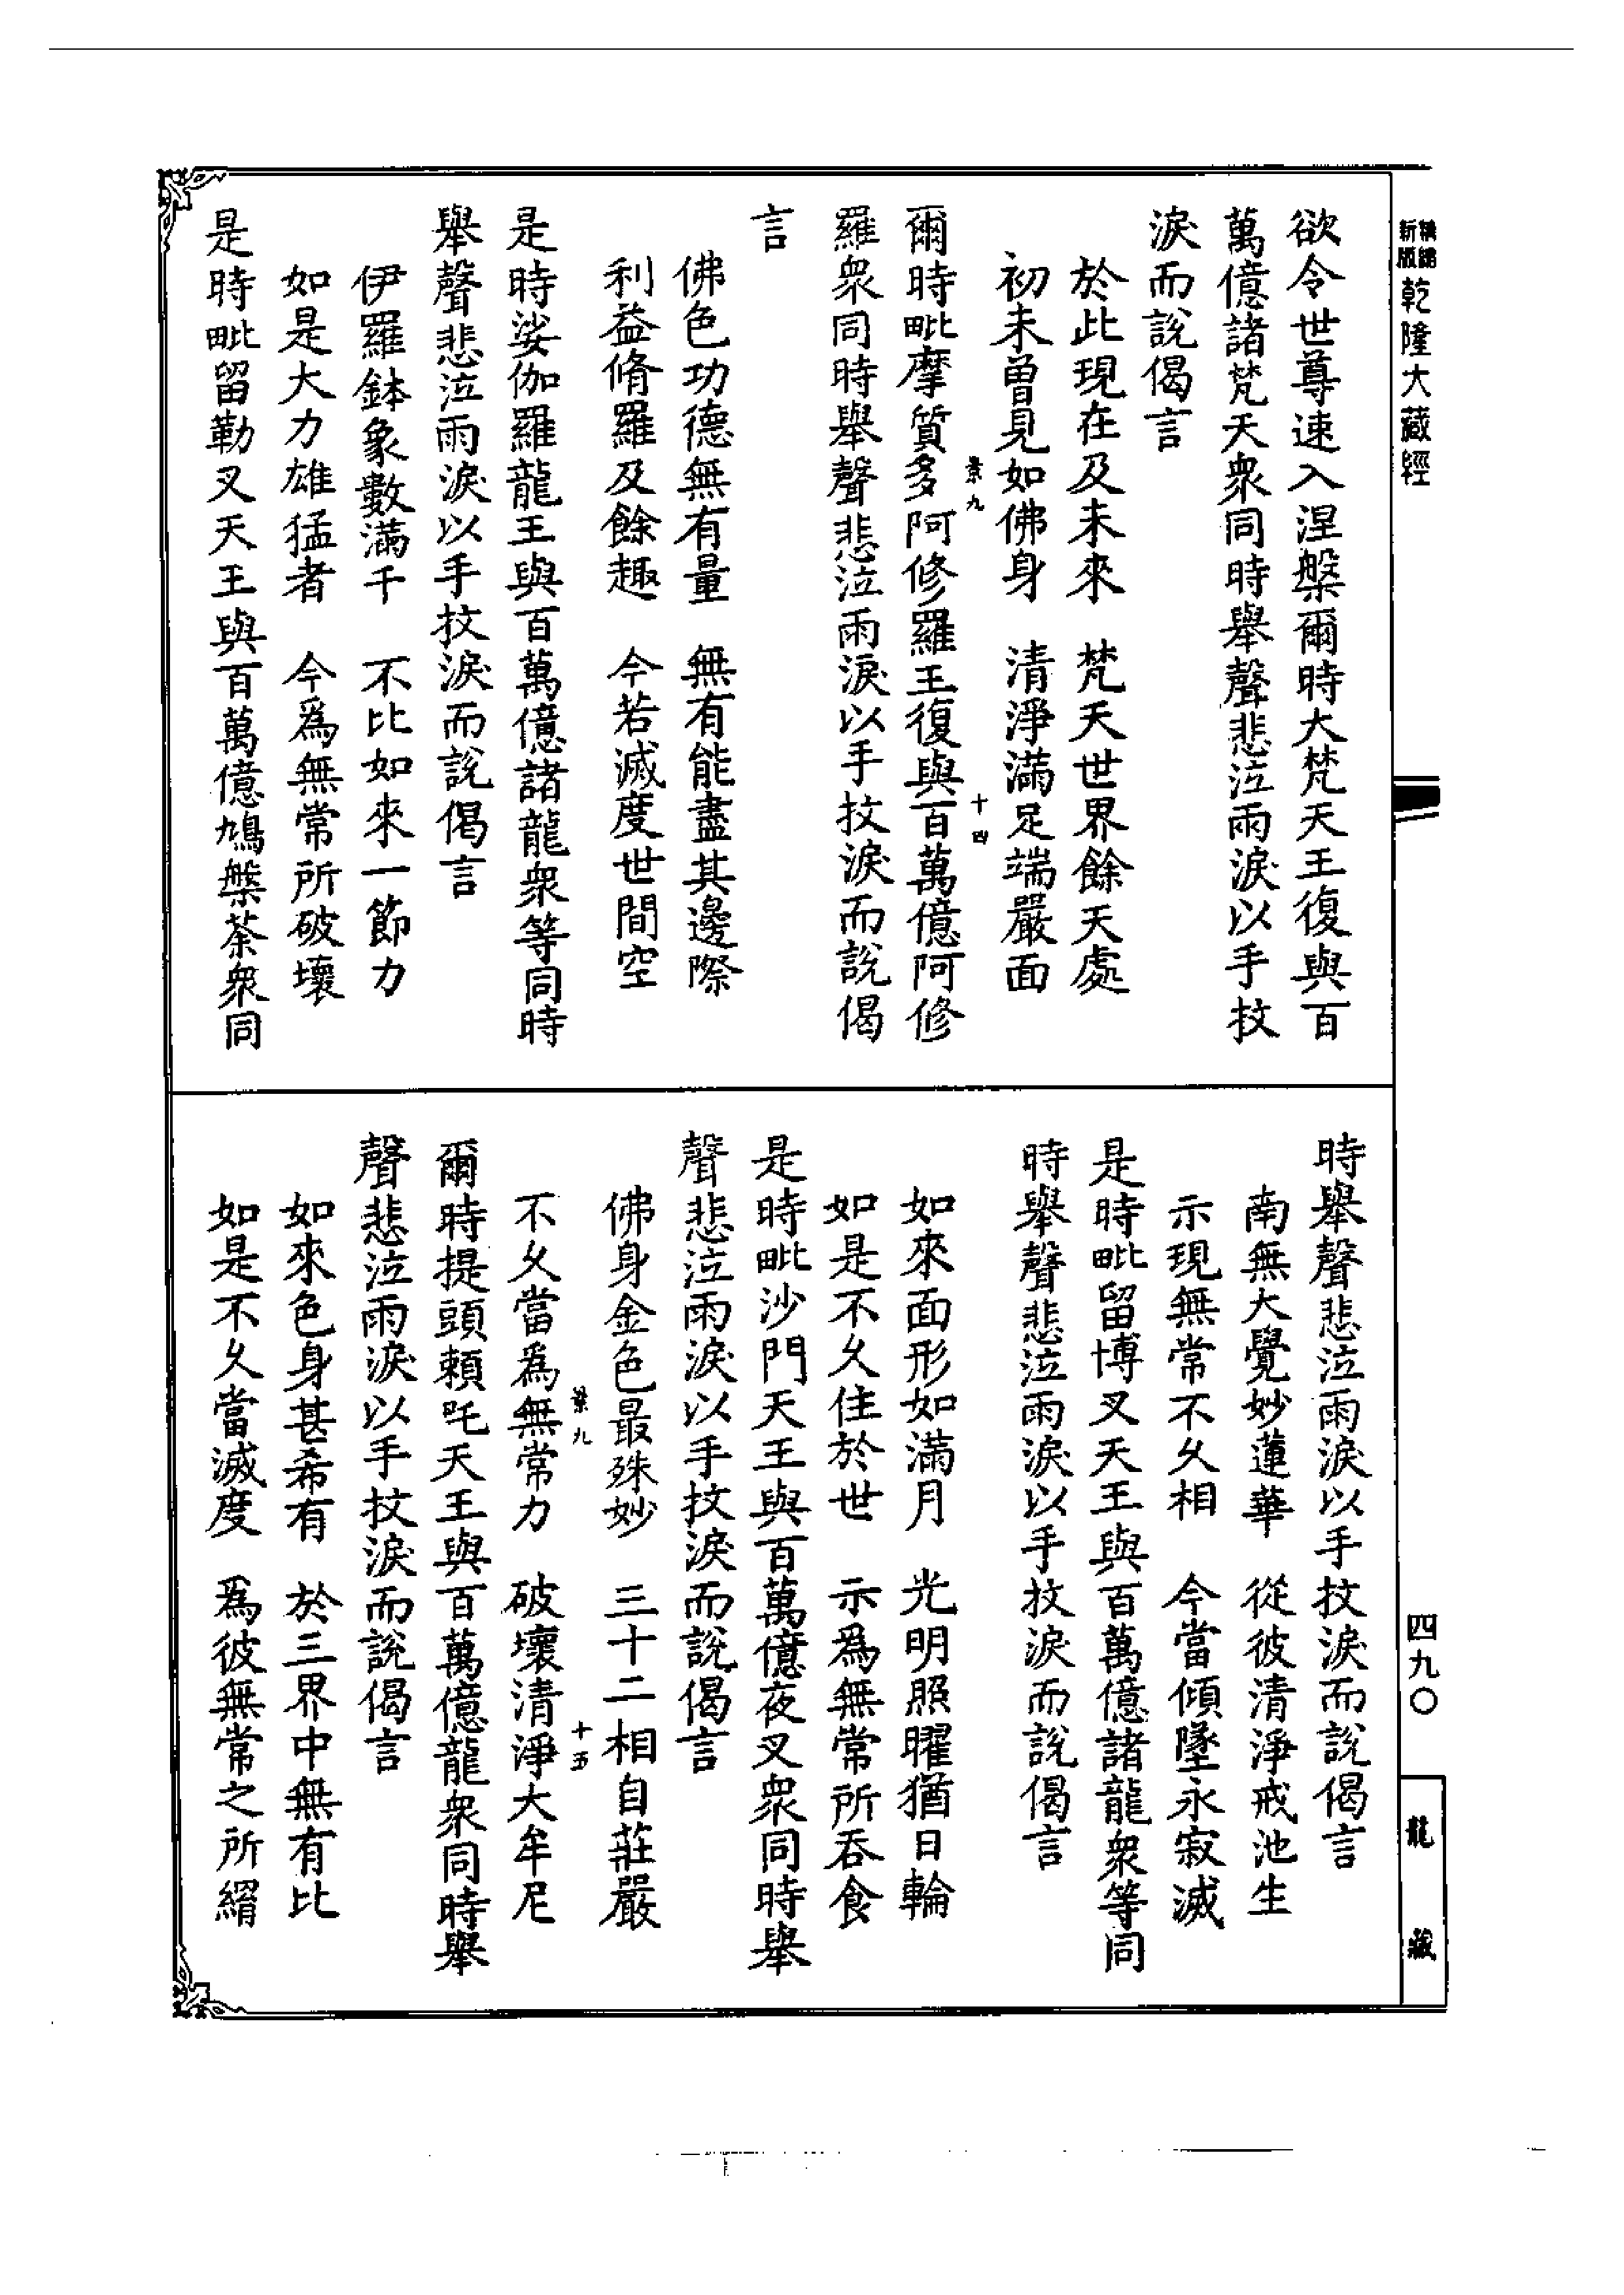 新版精縮乾隆大藏經
欲令世尊速入涅槃爾時大梵天王復與百
萬億諸梵天衆同時舉聲悲泣雨淚以手抆
淚而說偈言
於此現在及未來　梵天世界餘天處
初未曾見如佛身　清淨滿足端嚴面
景九　十四
爾時毗摩質多阿修羅王復與百萬億阿修
羅衆同時舉聲悲泣雨淚以手抆淚而說偈
言
佛色功德無有量　無有能盡其邊際
利益脩羅及餘趣　今若滅度世間空
是時娑伽羅龍王與百萬億諸龍衆等同時
舉聲悲泣雨淚以手抆淚而說偈言
伊羅鉢象數滿千　不比如來一節力
如是大力雄猛者　今爲無常所破壞
是時毗留勒叉天王與百萬億鳩槃茶衆同
時舉聲悲泣雨淚以手抆淚而說偈言
南無大覺妙蓮華　從彼清淨戒池生
示現無常不久相　今當傾墜永寂滅
是時毗留博叉天王與百萬億諸龍衆等同
時舉聲悲泣雨淚以手抆淚而說偈言
如來面形如滿月　光明照曜猶日輪
如是不久住於世　示爲無常所吞食
是時毗沙門天王與百萬億夜叉衆同時舉
聲悲泣雨淚以手抆淚而說偈言
佛身金色最殊妙　三十二相自莊嚴
景九　十五
不久當爲無常力　破壞清淨大牟尼
爾時提頭賴吒天王與百萬億龍衆同時舉
聲悲泣雨淚以手抆淚而說偈言
如來色身甚希有　於三界中無有比
如是不久當滅度　爲彼無常之所縟
四九〇
龍藏